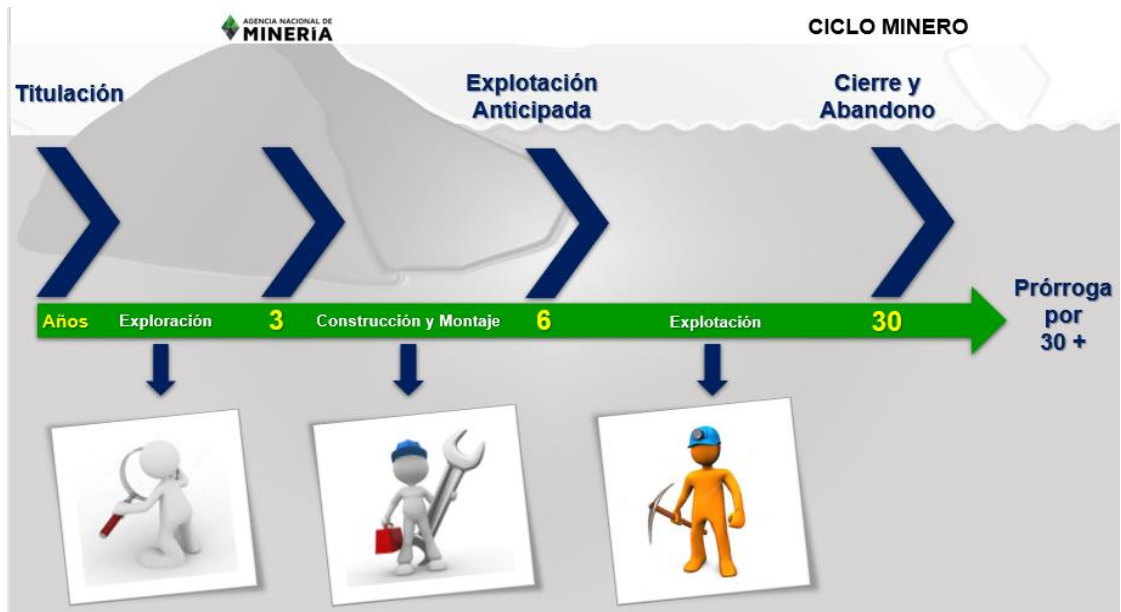 AGENCIA NACIONAL DE
MINERÍA
CICLO MINERO
Titulación
Explotación
Anticipada
Cierre y
Abandono
Años Exploración 3 Construcción y Montaje 6 Explotación 30
Prórroga
por
30 +